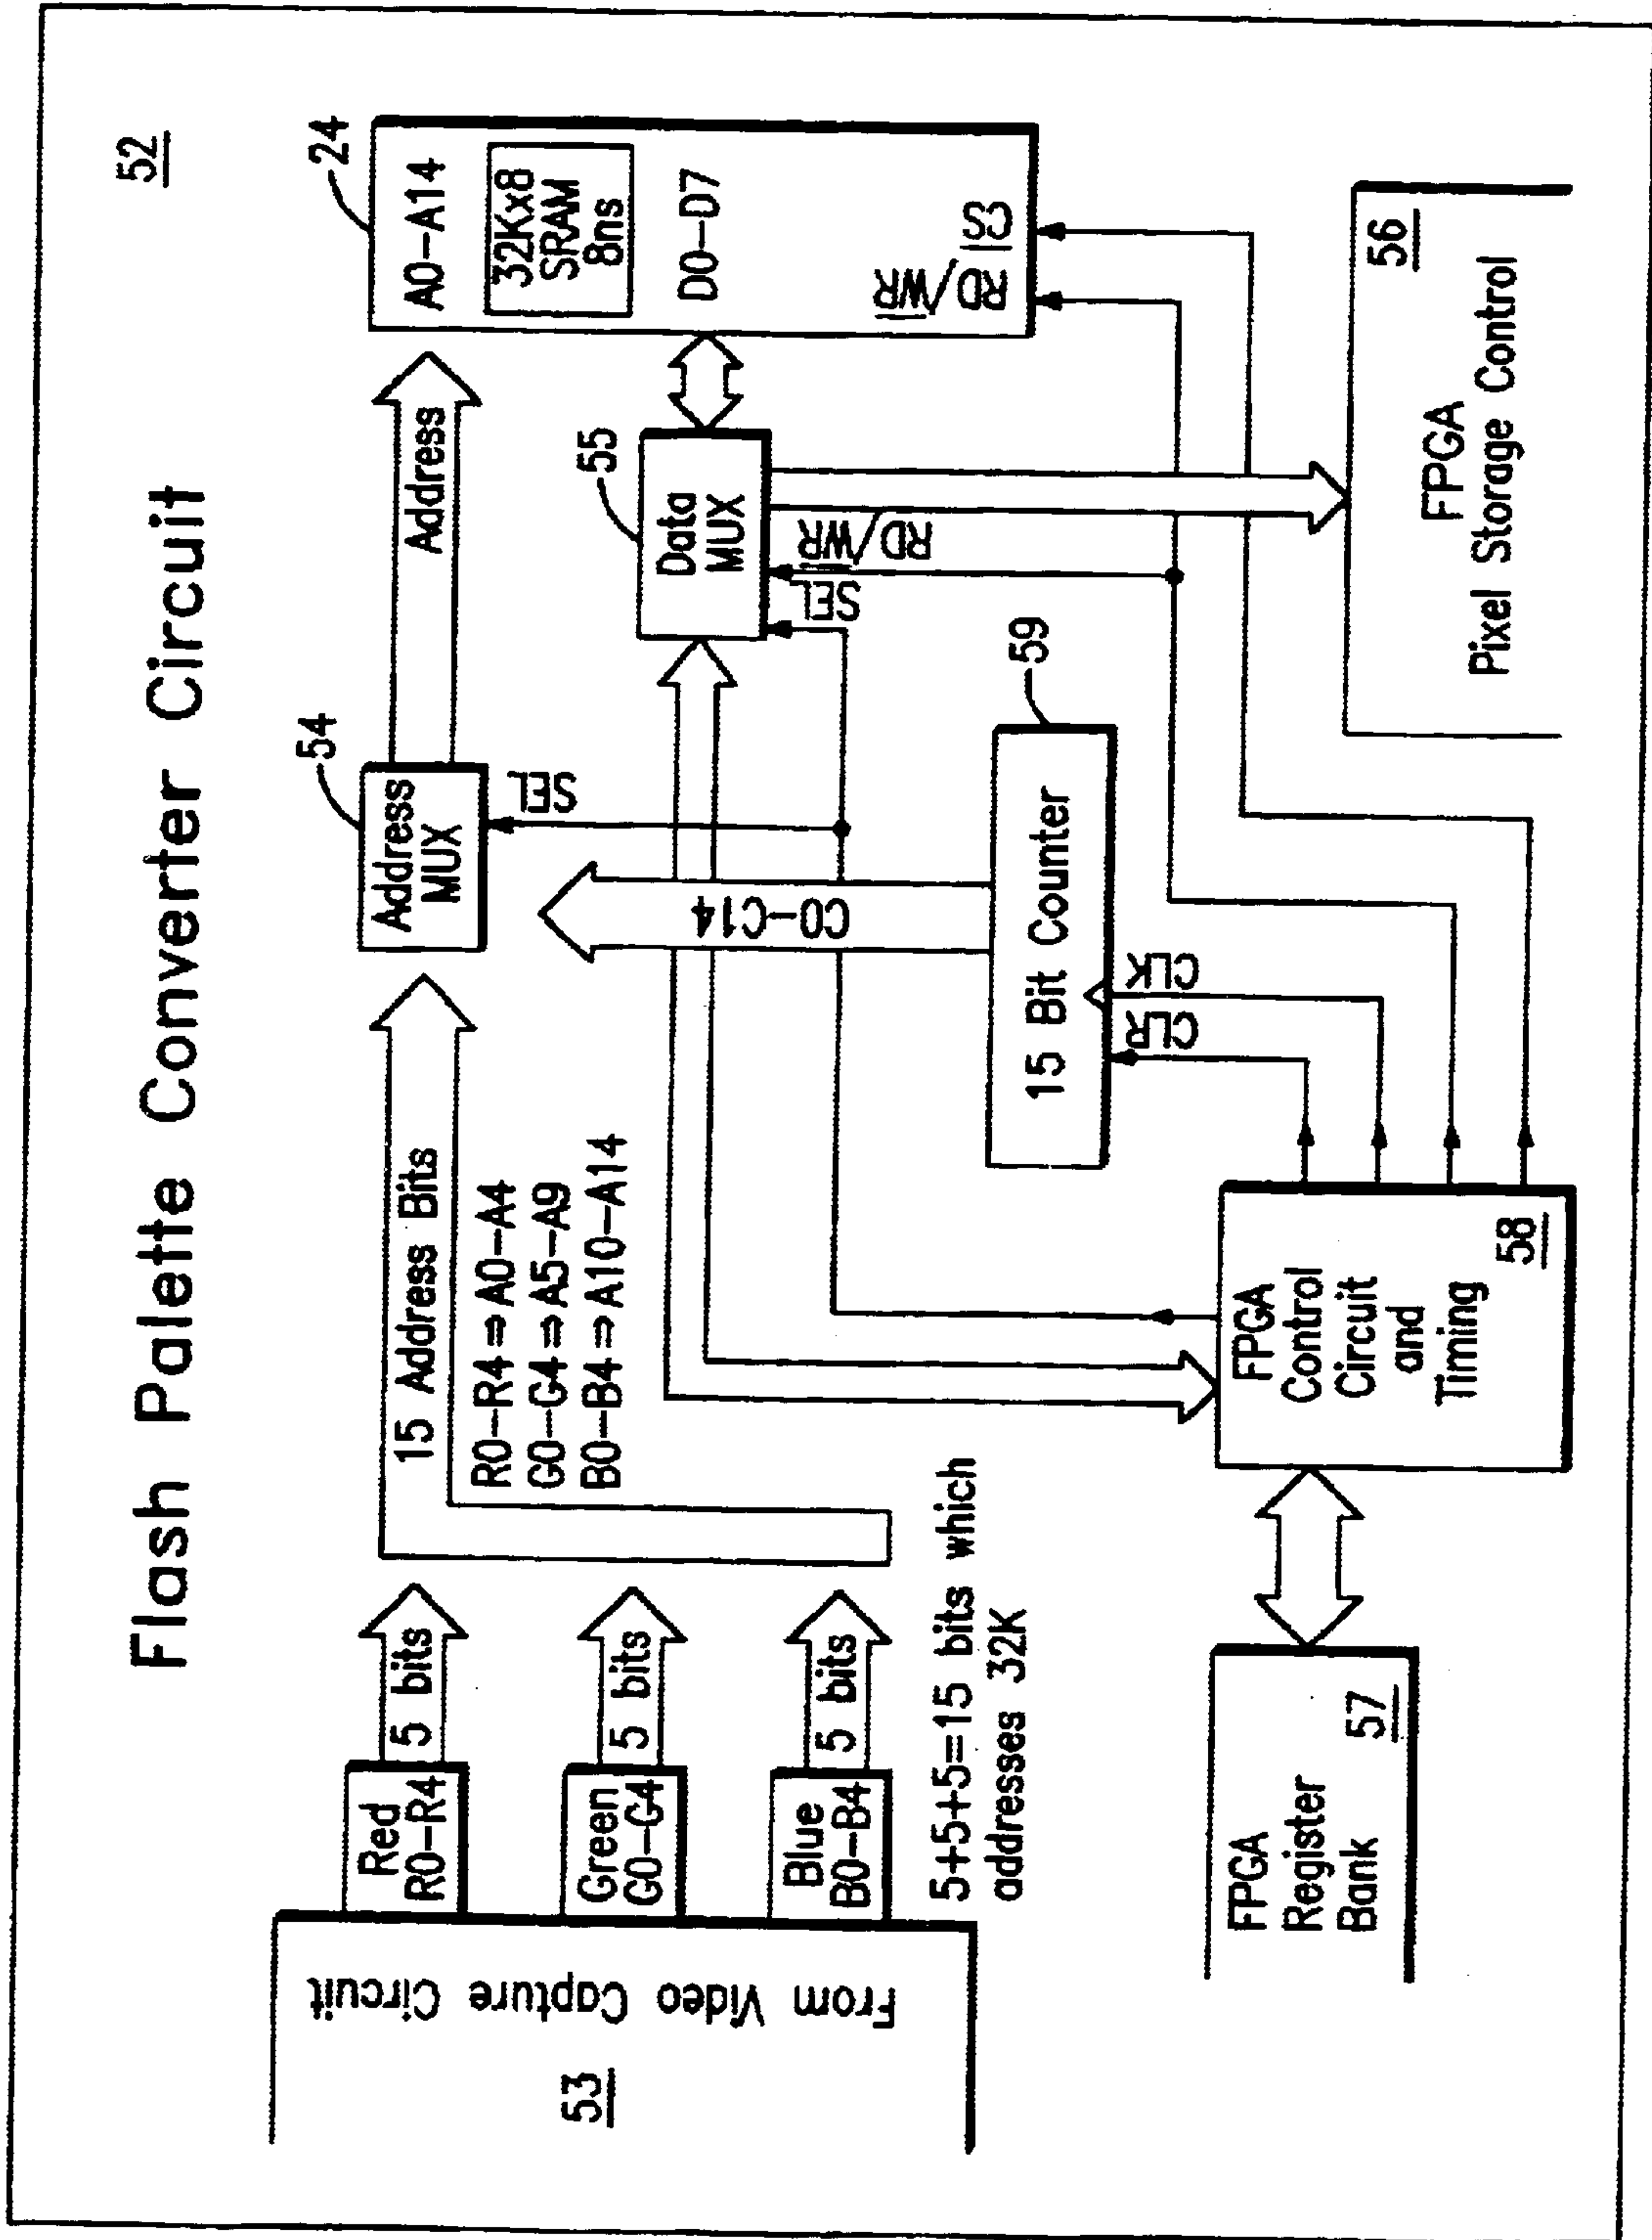 Flash Palette Converter Circuit
52
From Video Capture Circuit
53
Red
R0-R4
5 bits
Green
G0-G4
5 bits
Blue
B0-B4
5 bits
5+5+5=15 bits which
addresses 32K
15 Address Bits
R0-R4⇒A0-A4
G0-G4⇒A5-A9
B0-B4⇒A10-A14
54
Address
MUX
SEL
Address
24
A0-A14
32Kx8
SRAM
8ns
D0-D7
RD/WR
CS
55
Data
MUX
SEL
RD/WR
C0-C14
59
15 Bit Counter
CLR
CLK
FPGA
Register
Bank
57
FPGA
Control
Circuit
and
Timing
58
56
FPGA
Pixel Storage Control